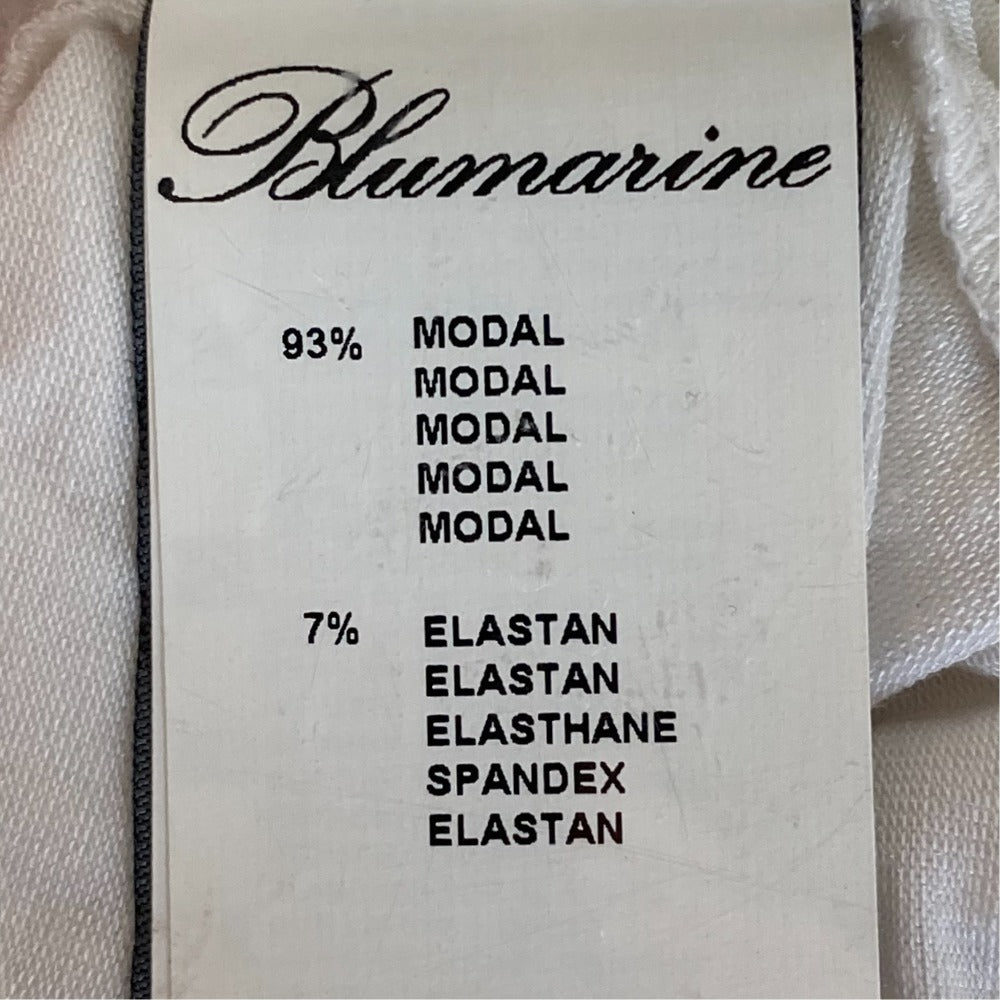 Blumarine
93% MODAL
MODAL
MODAL
MODAL
MODAL
7% ELASTAN
ELASTAN
ELASTHANE
SPANDEX
ELASTAN